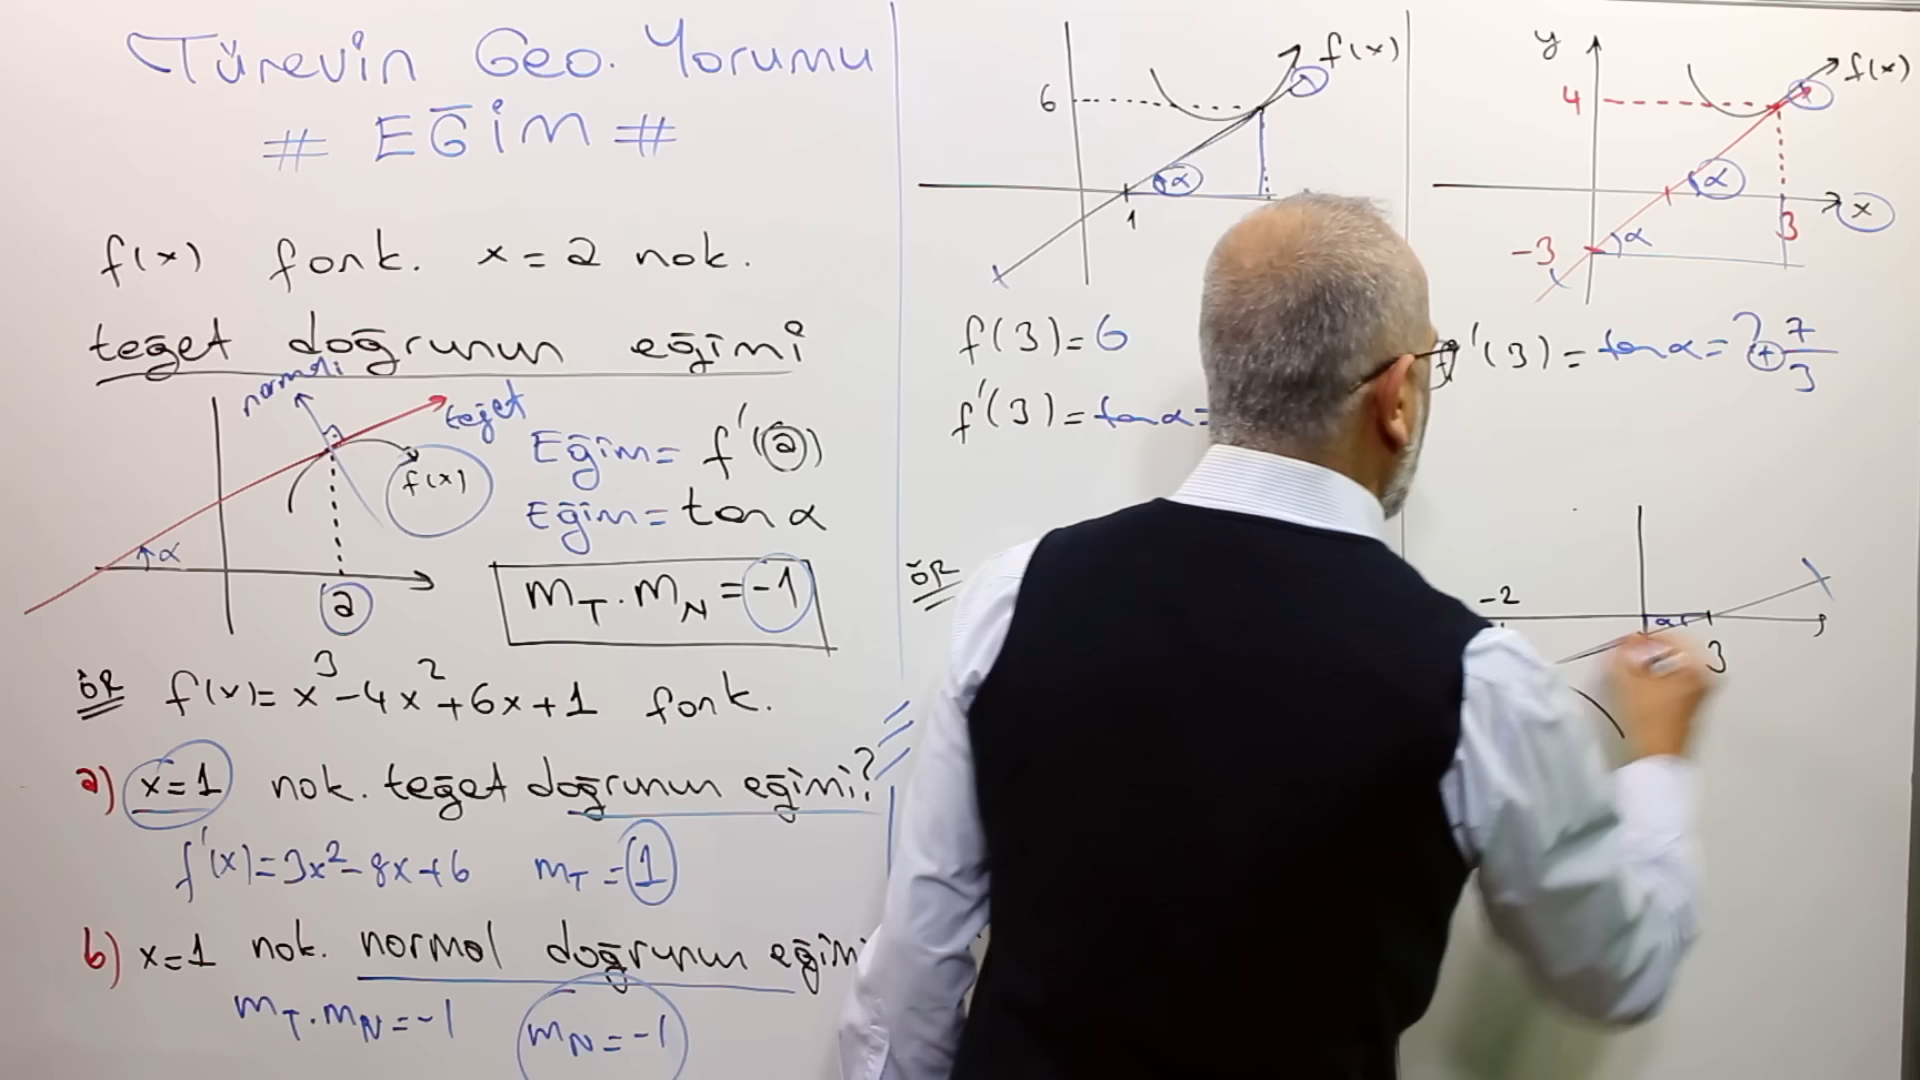 Türevin Geo. Yorumu
# EĞİM #
f(x) fonk. x=2 nok.
teğet doğrunun eğimi
normali
teğet
f(x)
α
a
Eğim= f'(a)
Eğim= tanα
m_T.m_N=-1
ÖR f(x)=x³-4x²+6x+1 fonk.
a) x=1 nok. teğet doğrunun eğimi?
f'(x)=3x²-8x+6 m_T=1
b) x=1 nok. normal doğrunun eğimi
m_T.m_N=-1 m_N=-1
f(x)
6
α
1
f(3)=6
f'(3)=tanα=
ÖR
y
f(x)
4
α
x
3
-3
α
'(3)=tanα=? + 7/3
-2
α
3